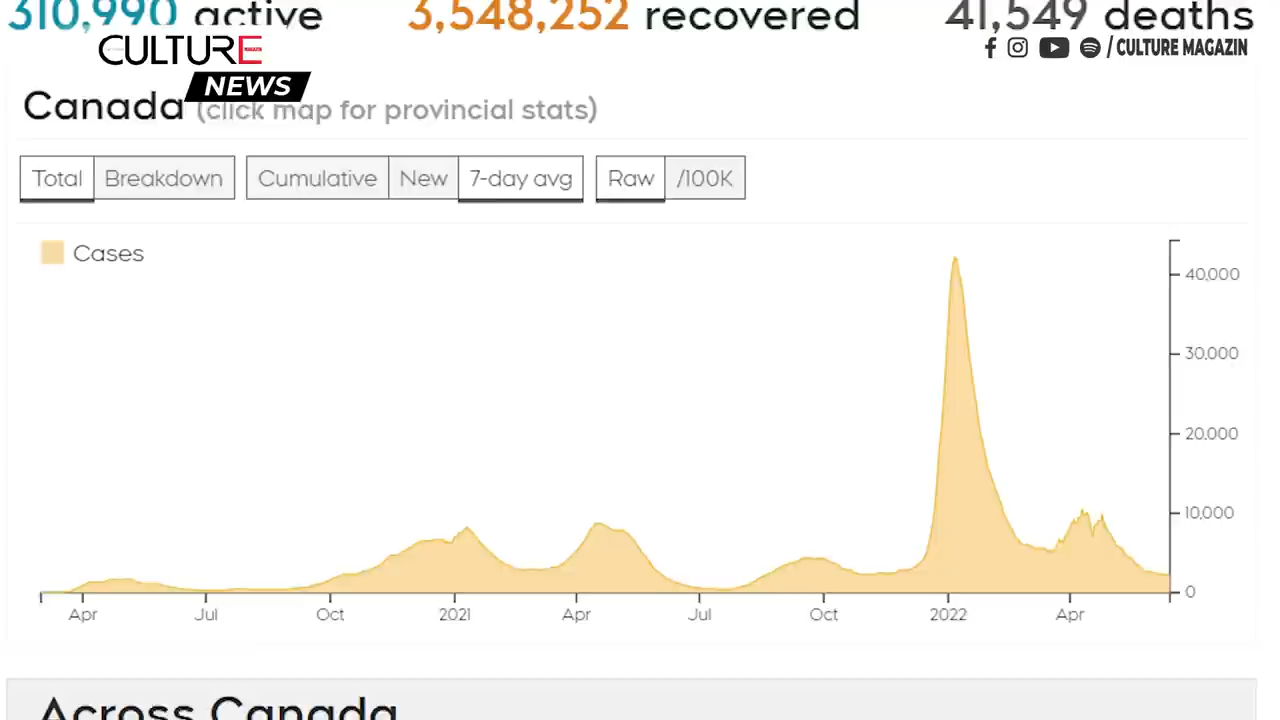 310,990 active 3,548,252 recovered 41,549 deaths
CULTURE
MAGAZIN
NEWS
/ CULTURE MAGAZIN
Canada (click map for provincial stats)
Total Breakdown Cumulative New 7-day avg Raw /100K
Cases
40,000
30,000
20,000
10,000
0
Apr Jul Oct 2021 Apr Jul Oct 2022 Apr
Across Canada